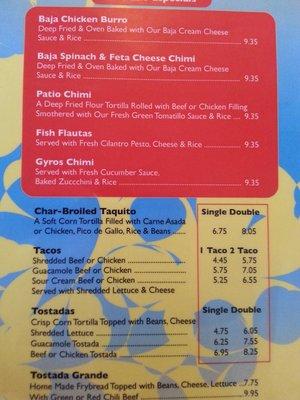 Baja Chicken Burro
Deep Fried & Oven Baked with Our Baja Cream Cheese
Sauce & Rice 9.35
Baja Spinach & Feta Cheese Chimi
Deep Fried & Oven Baked with Our Baja Cream Cheese
Sauce & Rice 9.35
Patio Chimi
A Deep Fried Flour Tortilla Rolled with Beef or Chicken Filling
Smothered with Our Fresh Green Tomatillo Sauce & Rice 9.35
Fish Flautas
Served with Fresh Cilantro Pesto, Cheese & Rice 9.35
Gyros Chimi
Served with Fresh Cucumber Sauce,
Baked Zuccchini & Rice 9.35
Char-Broiled Taquito Single Double
A Soft Corn Tortilla Filled with Carne Asada
or Chicken, Pico de Gallo, Rice & Beans 6.75 8.05
Tacos 1 Taco 2 Taco
Shredded Beef or Chicken 4.45 5.75
Guacamole Beef or Chicken 5.75 7.05
Sour Cream Beef or Chicken 5.25 6.55
Served with Shredded Lettuce & Cheese
Tostadas Single Double
Crisp Corn Tortilla Topped with Beans, Cheese
Shredded Lettuce 4.75 6.05
Guacamole Tostada 6.25 7.55
Beef or Chicken Tostada 6.95 8.25
Tostada Grande
Home Made Frybread Topped with Beans, Cheese, Lettuce 7.75
With Green or Red Chili Beef 9.95